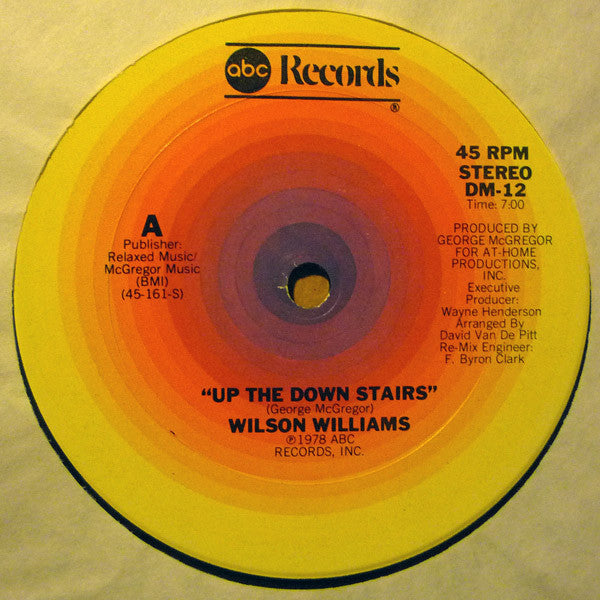 abc Records
®
45 RPM
STEREO
DM-12
Time: 7:00
A
Publisher:
Relaxed Music/
McGregor Music
(BMI)
(45-161-S)
PRODUCED BY
GEORGE McGREGOR
FOR AT-HOME
PRODUCTIONS,
INC.
Executive
Producer:
Wayne Henderson
Arranged By
David Van De Pitt
Re-Mix Engineer:
F. Byron Clark
“UP THE DOWN STAIRS”
(George McGregor)
WILSON WILLIAMS
℗1978 ABC
RECORDS, INC.